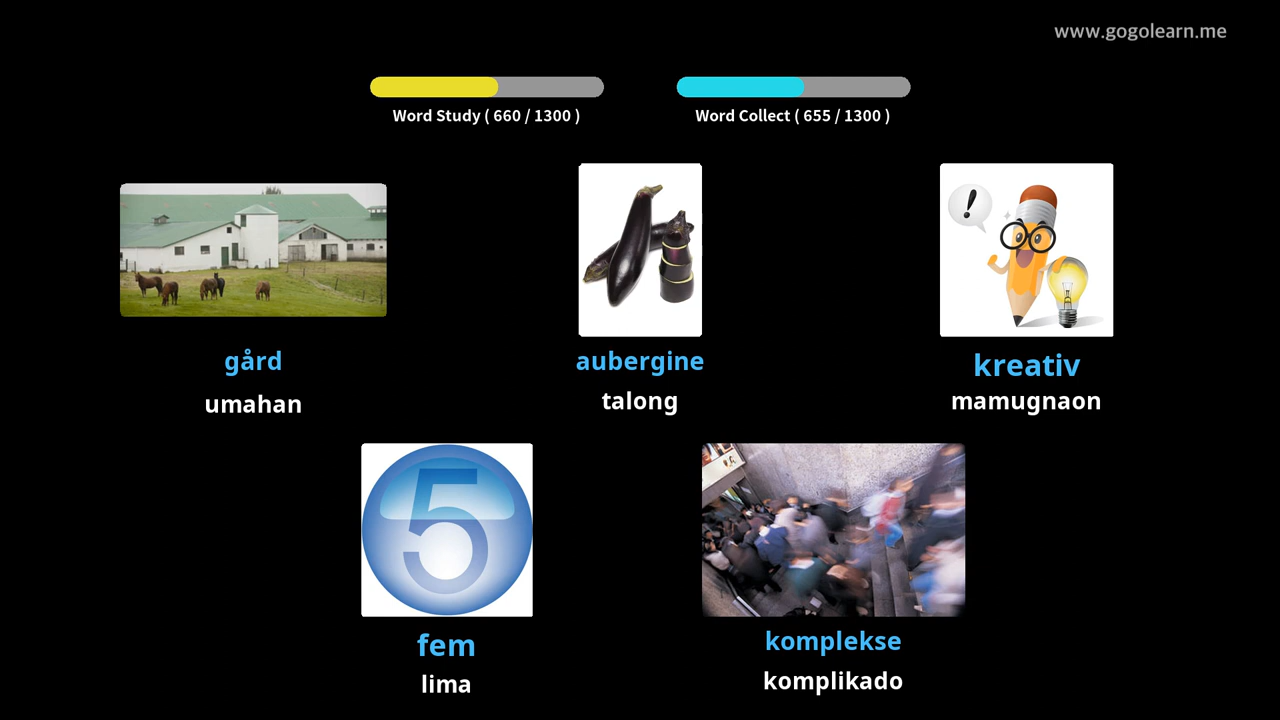 www.gogolearn.me
Word Study ( 660 / 1300 )
Word Collect ( 655 / 1300 )
!
gård
umahan
aubergine
talong
kreativ
mamugnaon
5
fem
lima
komplekse
komplikado